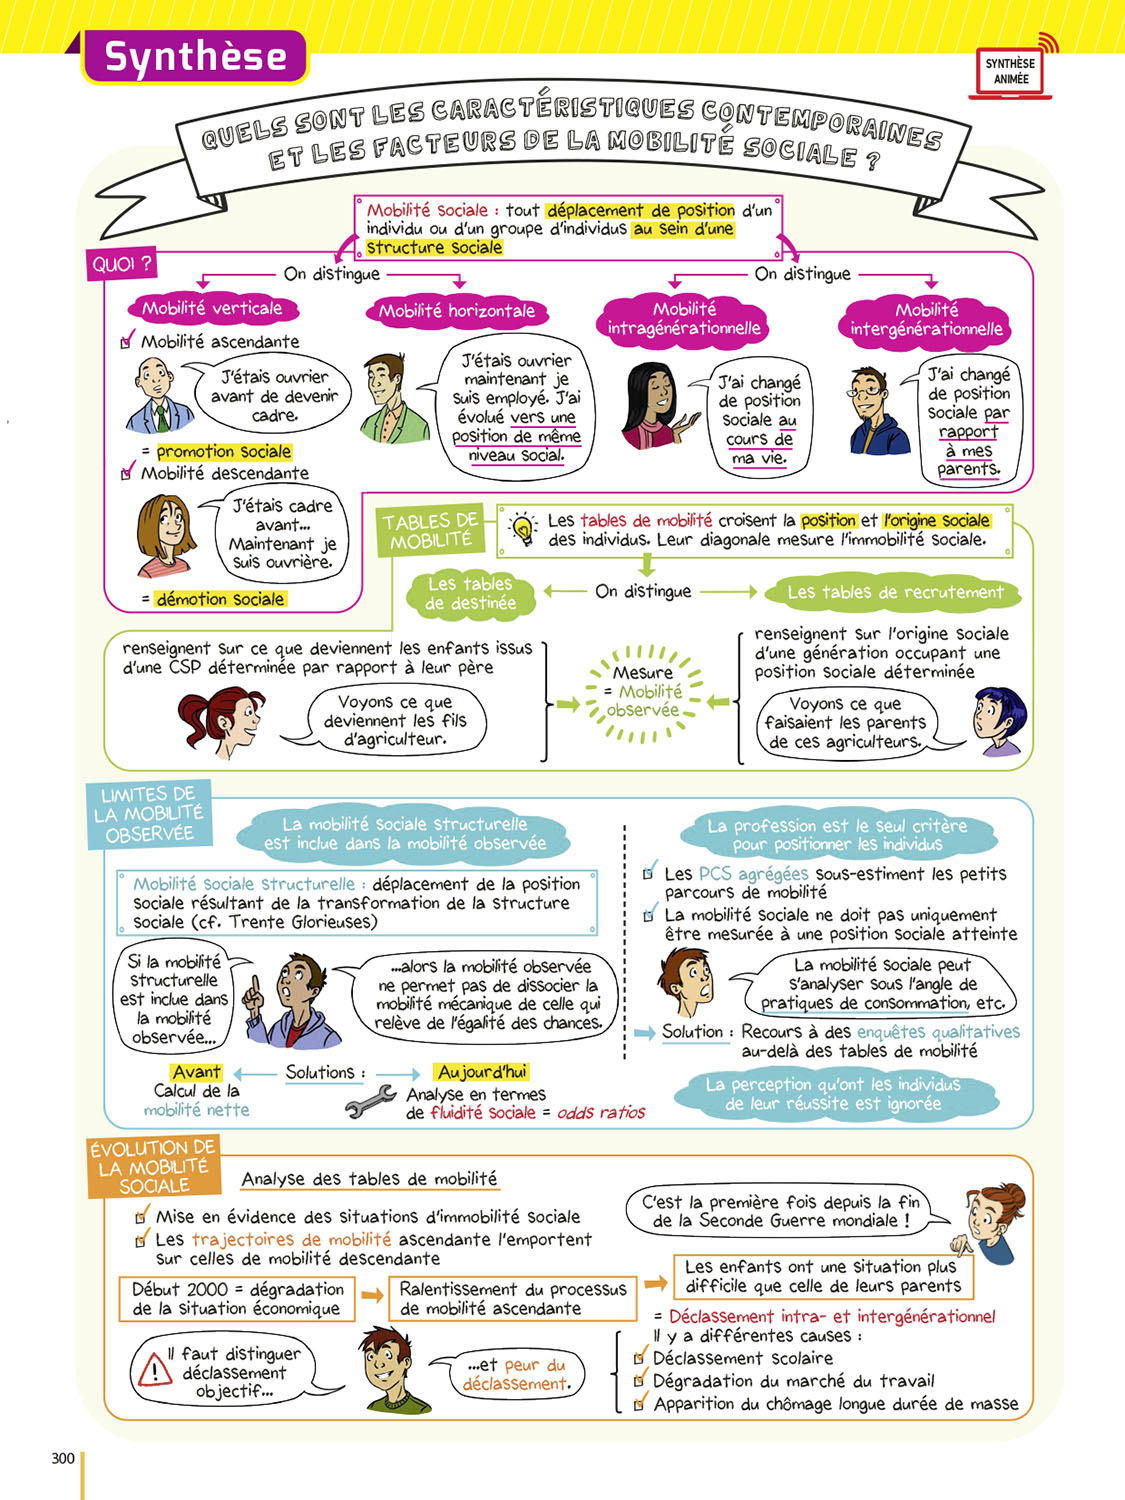 Synthèse
SYNTHÈSE
ANIMÉE
QUELS SONT LES CARACTÉRISTIQUES CONTEMPORAINES
ET LES FACTEURS DE LA MOBILITÉ SOCIALE ?
Mobilité sociale : tout déplacement de position d'un
individu ou d'un groupe d'individus au sein d'une
structure sociale
QUOI ?
On distingue
On distingue
Mobilité verticale
Mobilité horizontale
Mobilité
intragénérationnelle
Mobilité
intergénérationnelle
Mobilité ascendante
J'étais ouvrier
avant de devenir
cadre.
= promotion sociale
J'étais ouvrier
maintenant je
suis employé. J'ai
évolué vers une
position de même
niveau social.
J'ai changé
de position
sociale au
cours de
ma vie.
J'ai changé
de position
sociale par
rapport
à mes
parents.
Mobilité descendante
J'étais cadre
avant...
Maintenant je
suis ouvrière.
= démotion sociale
TABLES DE
MOBILITÉ
Les tables de mobilité croisent la position et l'origine sociale
des individus. Leur diagonale mesure l'immobilité sociale.
On distingue
Les tables
de destinée
Les tables de recrutement
renseignent sur ce que deviennent les enfants issus
d'une CSP déterminée par rapport à leur père
Voyons ce que
deviennent les fils
d'agriculteur.
Mesure
= Mobilité
observée
renseignent sur l'origine sociale
d'une génération occupant une
position sociale déterminée
Voyons ce que
faisaient les parents
de ces agriculteurs.
LIMITES DE
LA MOBILITÉ
OBSERVÉE
La mobilité sociale structurelle
est inclue dans la mobilité observée
Mobilité sociale structurelle : déplacement de la position
sociale résultant de la transformation de la structure
sociale (cf. Trente Glorieuses)
Si la mobilité
structurelle
est inclue dans
la mobilité
observée...
...alors la mobilité observée
ne permet pas de dissocier la
mobilité mécanique de celle qui
relève de l'égalité des chances.
Avant
Solutions :
Aujourd'hui
Calcul de la
mobilité nette
Analyse en termes
de fluidité sociale = odds ratios
La profession est le seul critère
pour positionner les individus
Les PCS agrégées sous-estiment les petits
parcours de mobilité
La mobilité sociale ne doit pas uniquement
être mesurée à une position sociale atteinte
La mobilité sociale peut
s'analyser sous l'angle de
pratiques de consommation, etc.
Solution : Recours à des enquêtes qualitatives
au-delà des tables de mobilité
La perception qu'ont les individus
de leur réussite est ignorée
ÉVOLUTION DE
LA MOBILITÉ
SOCIALE
Analyse des tables de mobilité
Mise en évidence des situations d'immobilité sociale
Les trajectoires de mobilité ascendante l'emportent
sur celles de mobilité descendante
C'est la première fois depuis la fin
de la Seconde Guerre mondiale !
Début 2000 = dégradation
de la situation économique
Ralentissement du processus
de mobilité ascendante
Les enfants ont une situation plus
difficile que celle de leurs parents
= Déclassement intra- et intergénérationnel
Il y a différentes causes :
Déclassement scolaire
Dégradation du marché du travail
Apparition du chômage longue durée de masse
Il faut distinguer
déclassement
objectif...
...et peur du
déclassement.
300